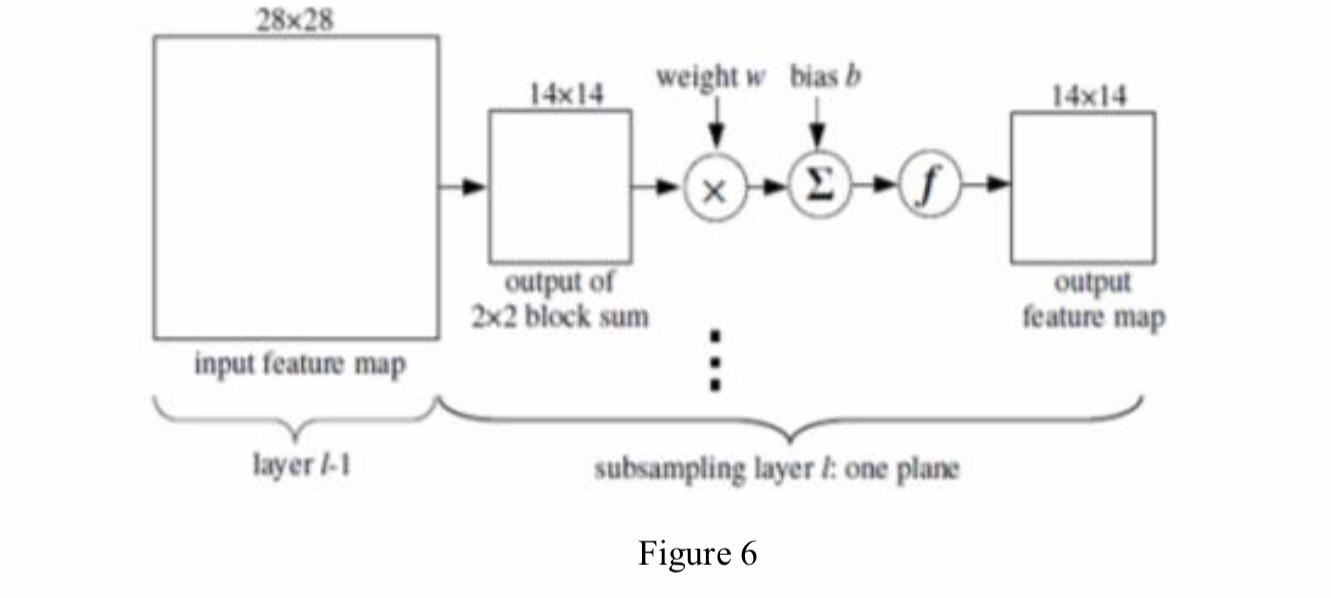 28×28
14×14
weight w
bias b
14×14
×
Σ
f
output of
2×2 block sum
output
feature map
input feature map
layer l-1
subsampling layer l: one plane
Figure 6